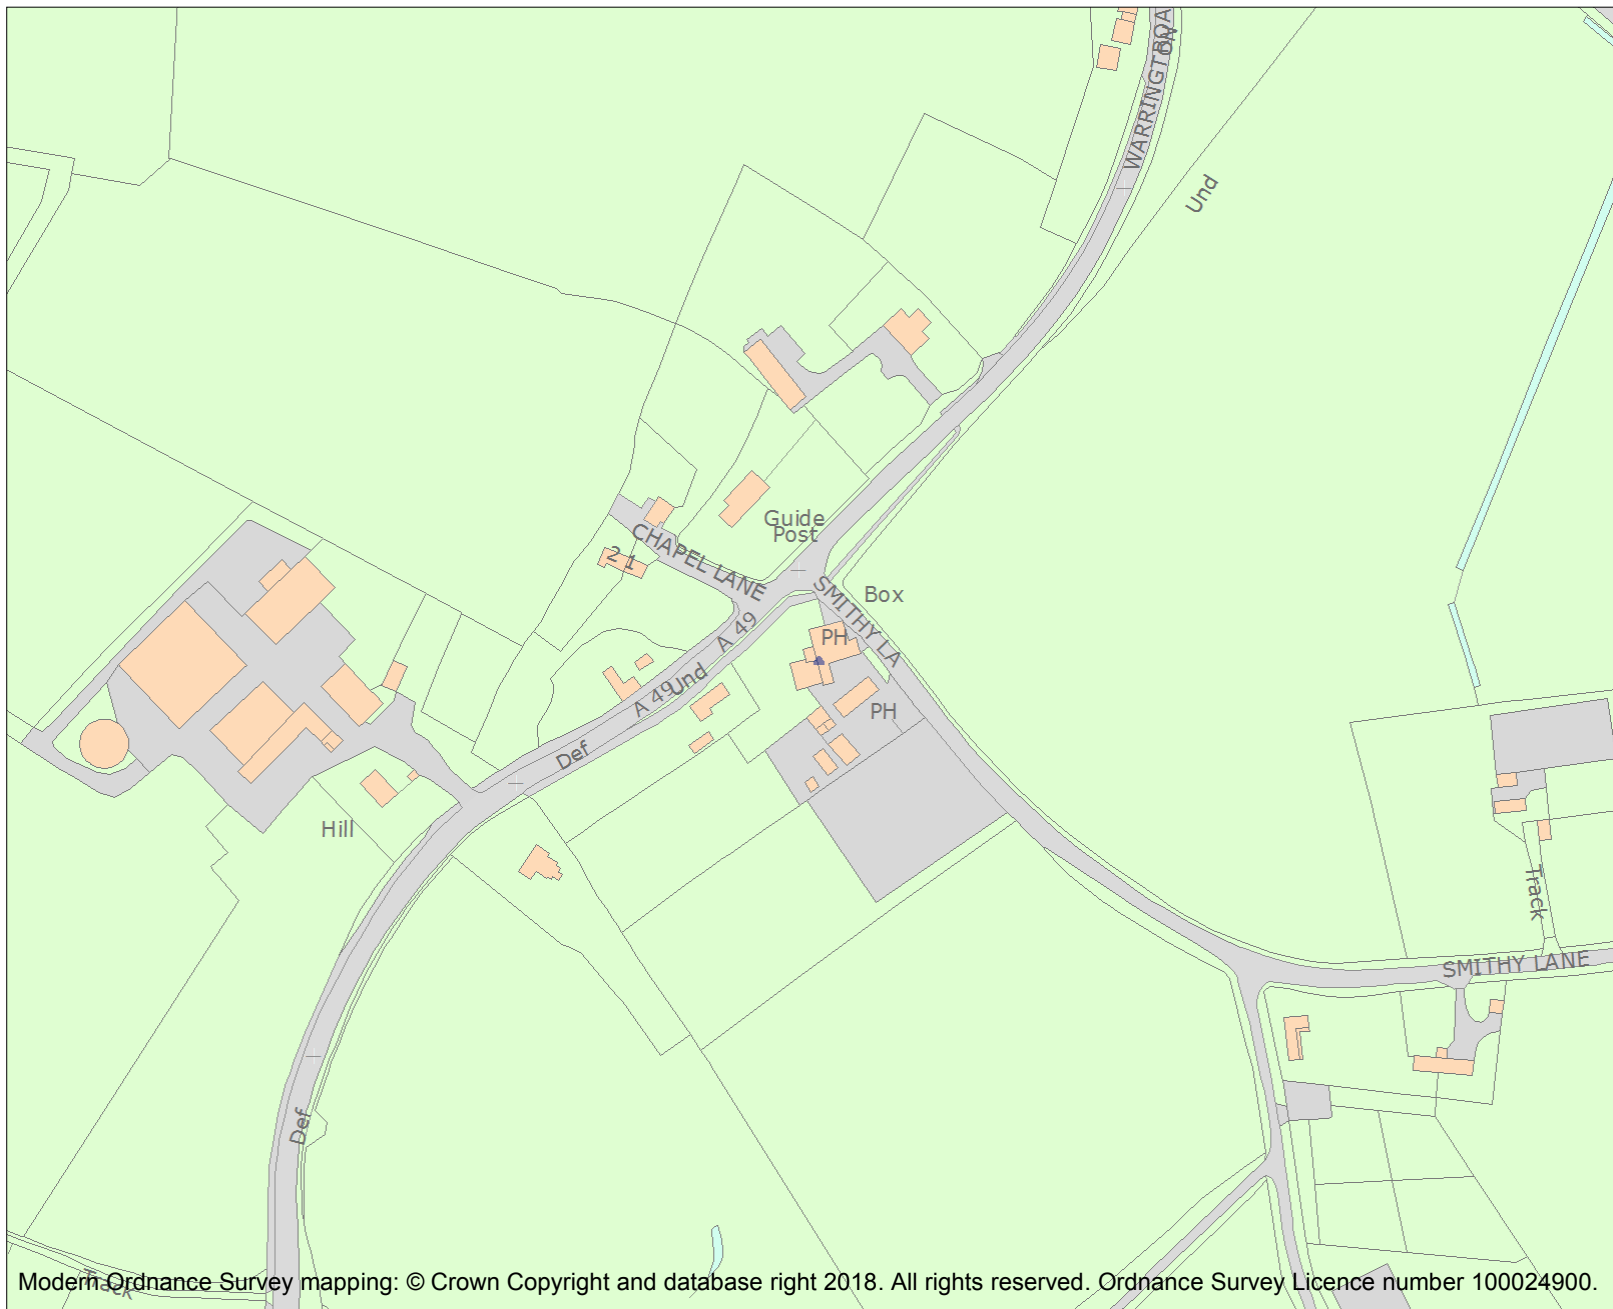 WARRINGTON
ROA
Und
Guide
Post
CHAPEL LANE
2 1
Box
SMITHY LA
A 49
PH
Und
A 49
PH
Def
Hill
Track
SMITHY LANE
Def
Track
Modern Ordnance Survey mapping: © Crown Copyright and database right 2018. All rights reserved. Ordnance Survey Licence number 100024900.